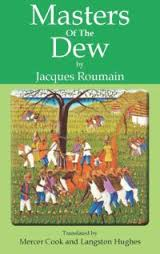 Masters
Of The
Dew
by
Jacques Roumain
Translated by
Mercer Cook and Langston Hughes